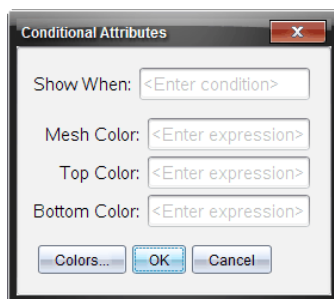 Conditional Attributes
Show When: <Enter condition>
Mesh Color: <Enter expression>
Top Color: <Enter expression>
Bottom Color: <Enter expression>
Colors... OK Cancel